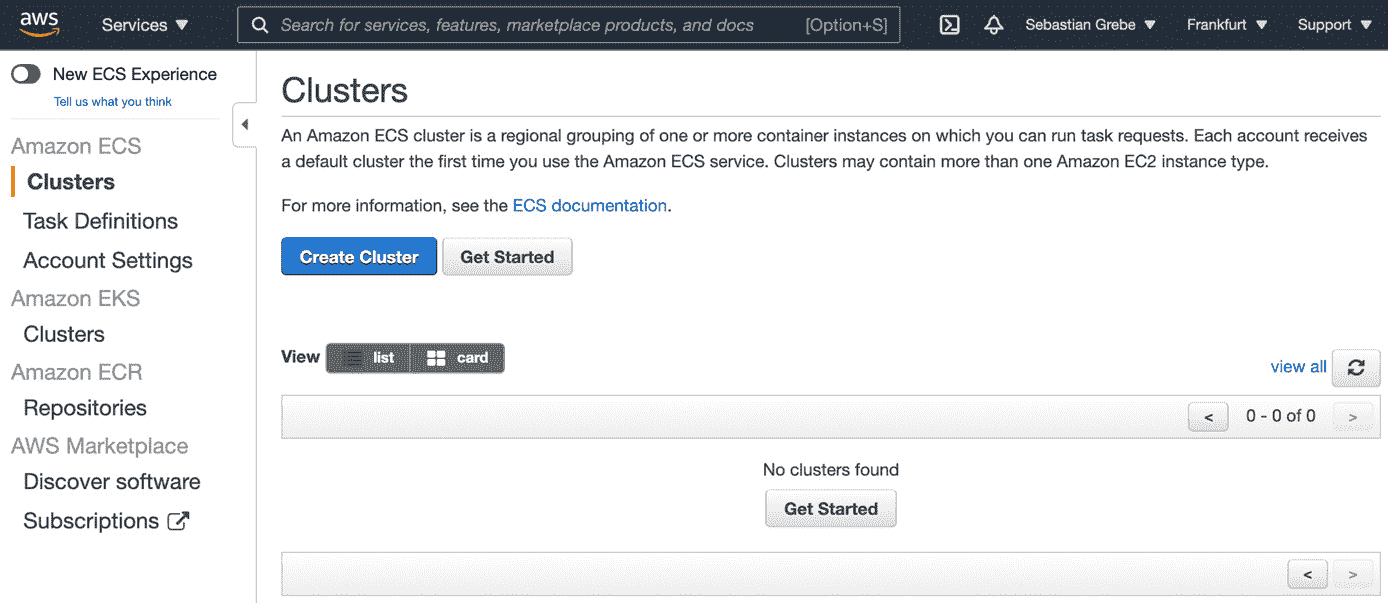 aws
Services
Search for services, features, marketplace products, and docs
[Option+S]
Sebastian Grebe
Frankfurt
Support
New ECS Experience
Tell us what you think
Amazon ECS
Clusters
Task Definitions
Account Settings
Amazon EKS
Clusters
Amazon ECR
Repositories
AWS Marketplace
Discover software
Subscriptions
Clusters
An Amazon ECS cluster is a regional grouping of one or more container instances on which you can run task requests. Each account receives
a default cluster the first time you use the Amazon ECS service. Clusters may contain more than one Amazon EC2 instance type.
For more information, see the ECS documentation.
Create Cluster
Get Started
View
list
card
view all
< 0 - 0 of 0 >
No clusters found
Get Started
< >